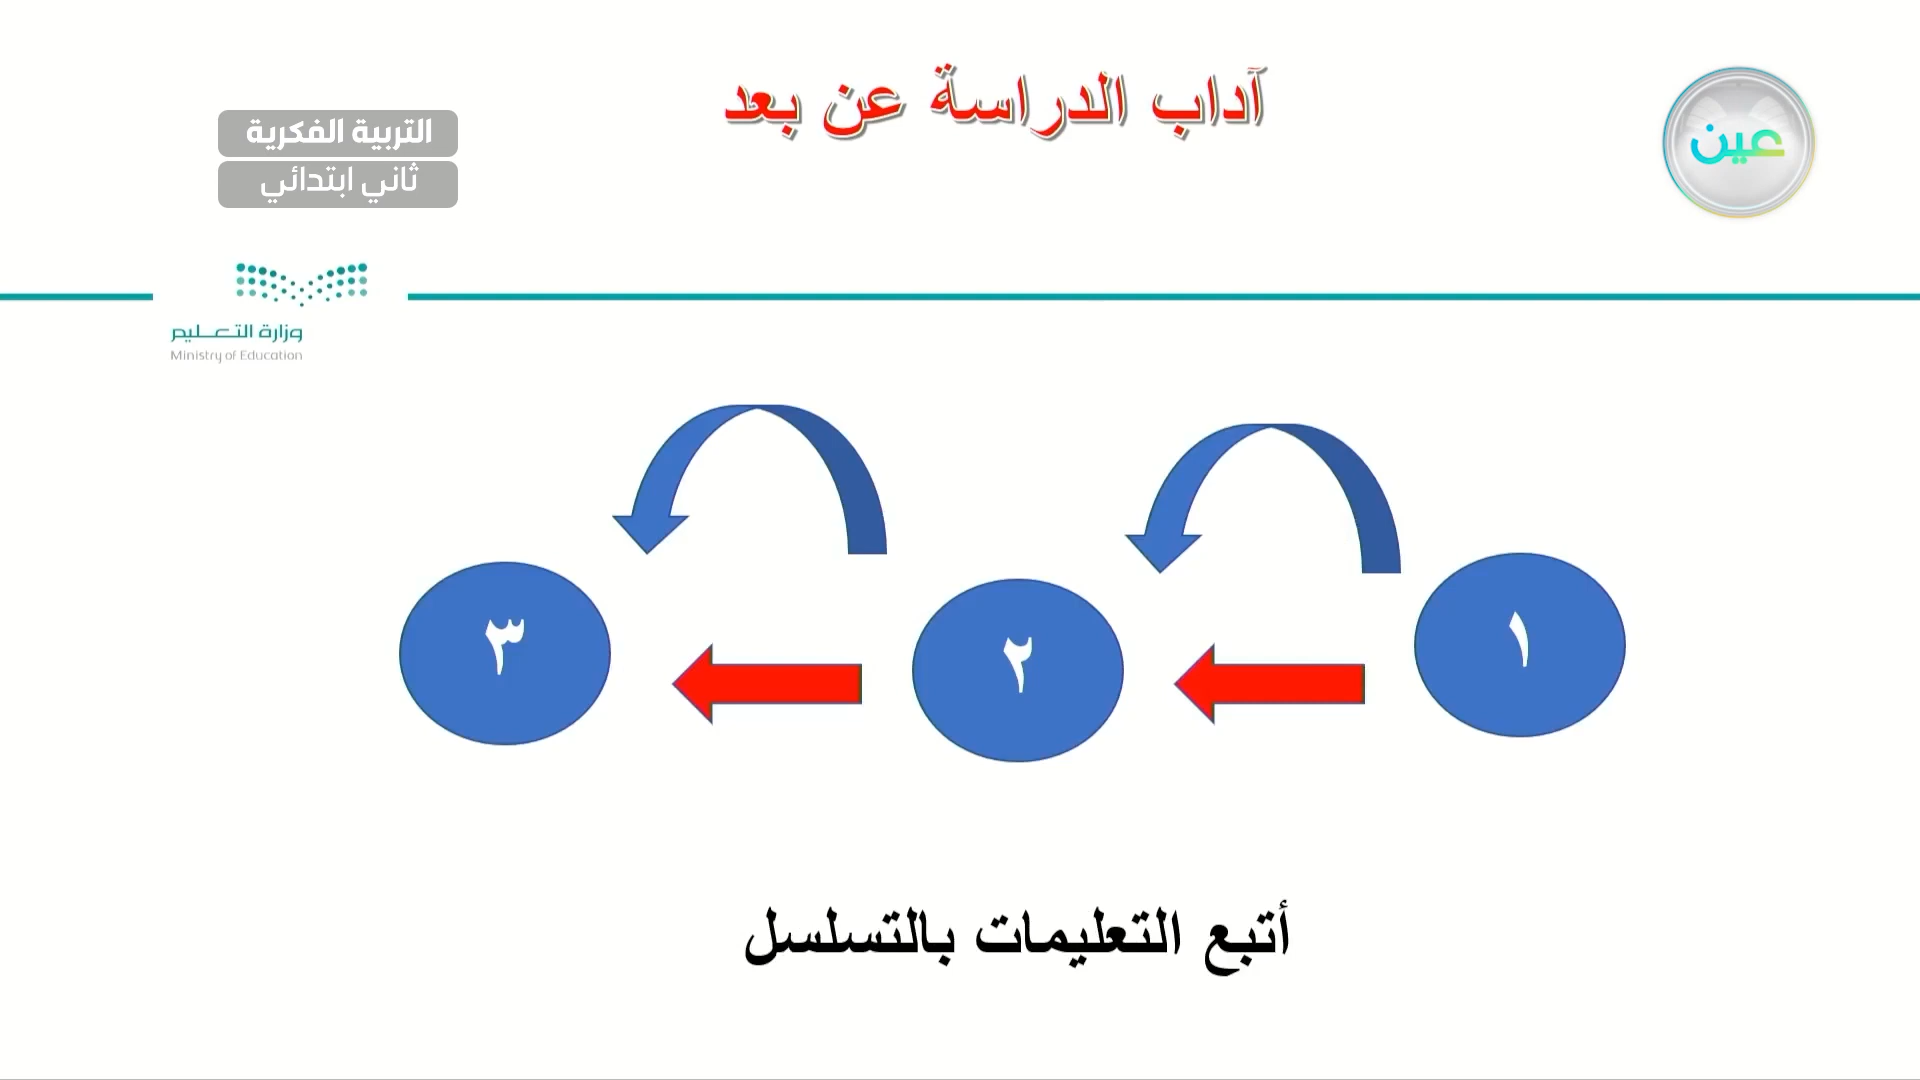 آداب الدراسة عن بعد
عين
التربية الفكرية
ثاني ابتدائي
وزارة التعليم
Ministry of Education
١
٢
٣
أتبع التعليمات بالتسلسل